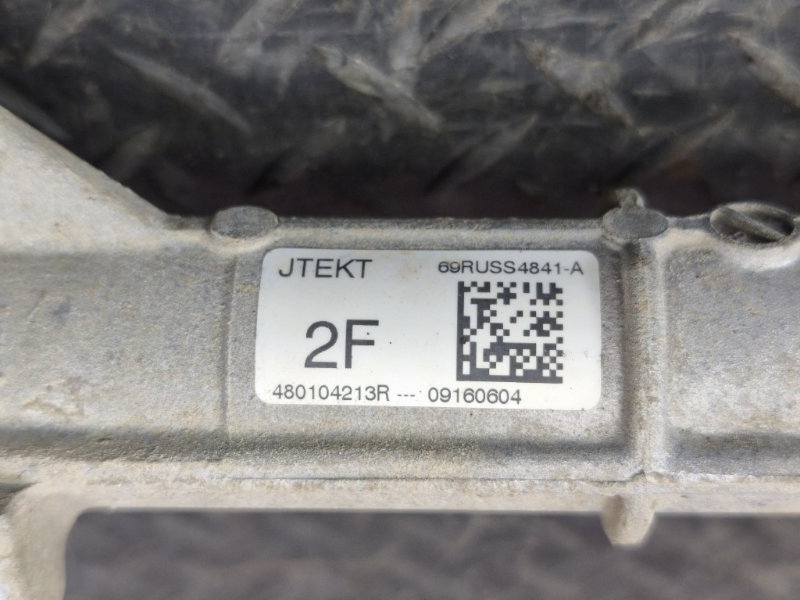 JTEKT 69RUSS4841-A
2F
480104213R --- 09160604